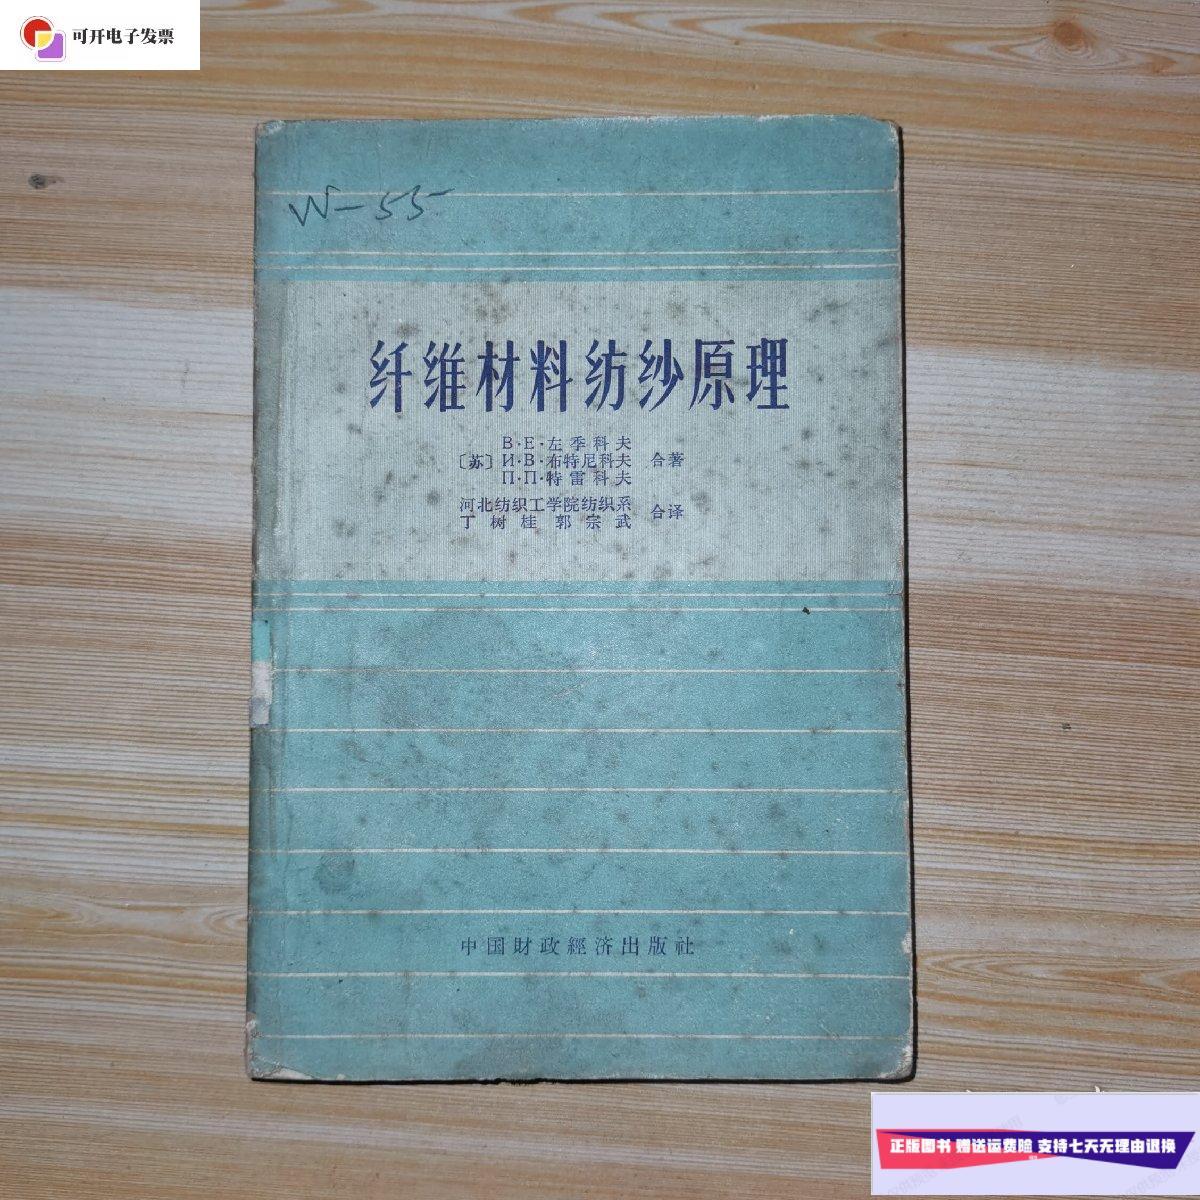 可开电子发票
W-55
纤维材料纺纱原理
В·Е·左季科夫
〔苏〕И·В·布特尼科夫 合著
П·П·特雷科夫
河北纺织工学院纺织系
丁树桂 郭宗武 合译
中国財政經济出版社
正版图书 赠送运费险 支持七天无理由退换